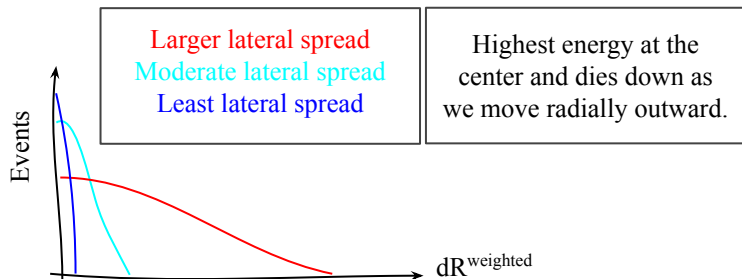 Larger lateral spread
Moderate lateral spread
Least lateral spread
Highest energy at the
center and dies down as
we move radially outward.
Events
dR^weighted